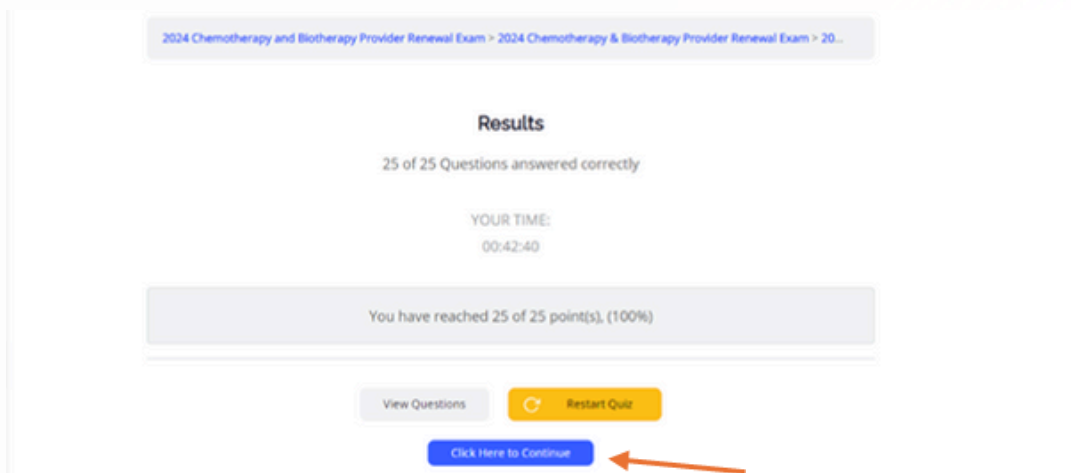 2024 Chemotherapy and Biotherapy Provider Renewal Exam > 2024 Chemotherapy & Biotherapy Provider Renewal Exam > 20...
Results
25 of 25 Questions answered correctly
YOUR TIME:
00:42:40
You have reached 25 of 25 point(s), (100%)
View Questions
Restart Quiz
Click Here to Continue